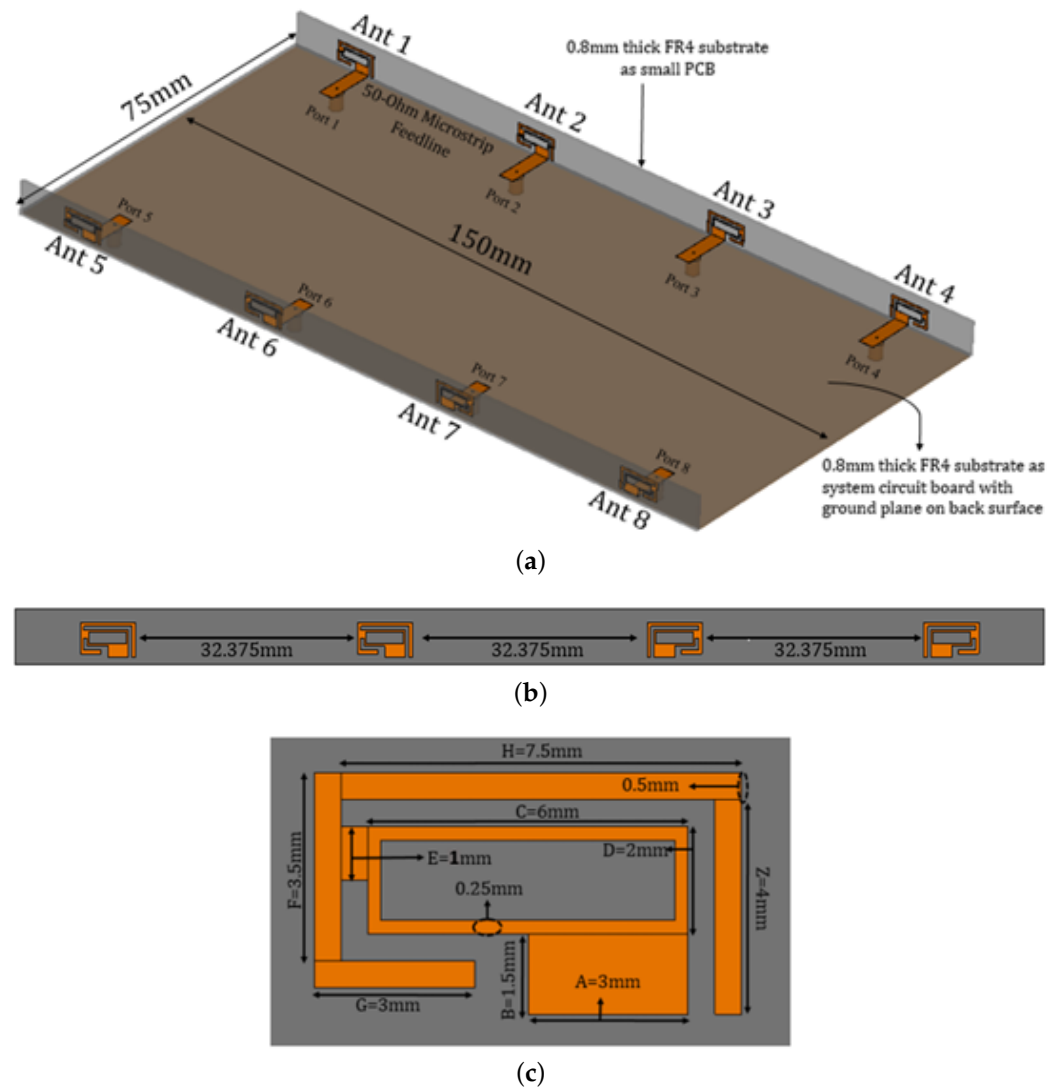 Ant 1
0.8mm thick FR4 substrate
as small PCB
75mm
50-Ohm Microstrip
Feedline
Port 1
Ant 2
Port 2
Ant 3
Port 3
Ant 4
Port 4
150mm
Port 5
Ant 5
Port 6
Ant 6
Port 7
Ant 7
Port 8
Ant 8
0.8mm thick FR4 substrate as
system circuit board with
ground plane on back surface
(a)
32.375mm
32.375mm
32.375mm
(b)
H=7.5mm
0.5mm
C=6mm
D=2mm
E=1mm
F=3.5mm
0.25mm
Z=4mm
B=1.5mm
A=3mm
G=3mm
(c)